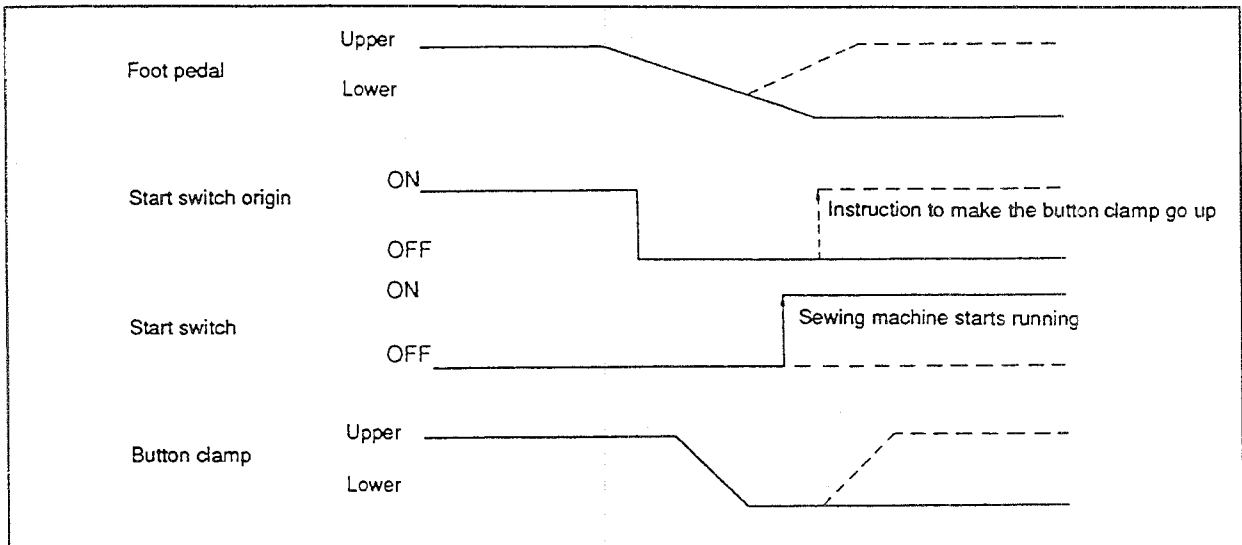 Upper
Foot pedal
Lower
ON
Start switch origin
Instruction to make the button clamp go up
OFF
ON
Start switch
Sewing machine starts running
OFF
Upper
Button clamp
Lower